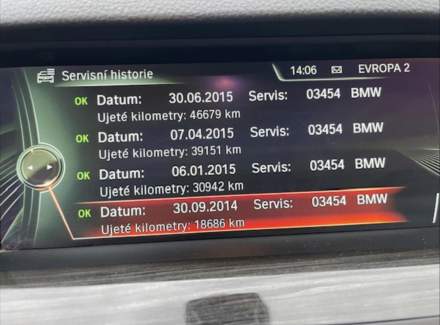 Servisní historie 14:06 EVROPA 2
OK Datum: 30.06.2015 Servis: 03454 BMW
Ujeté kilometry: 46679 km
OK Datum: 07.04.2015 Servis: 03454 BMW
Ujeté kilometry: 39151 km
OK Datum: 06.01.2015 Servis: 03454 BMW
Ujeté kilometry: 30942 km
OK Datum: 30.09.2014 Servis: 03454 BMW
Ujeté kilometry: 18686 km